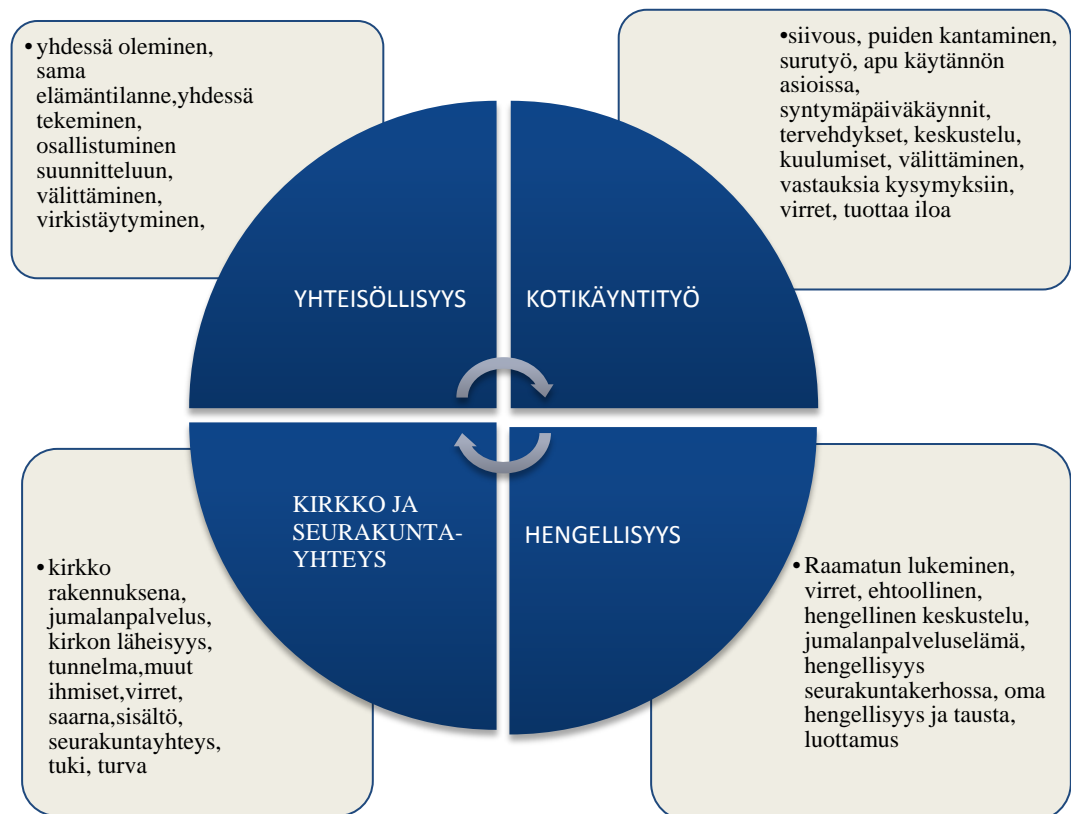 • yhdessä oleminen,
sama
elämäntilanne,yhdessä
tekeminen,
osallistuminen
suunnitteluun,
välittäminen,
virkistäytyminen,
•siivous, puiden kantaminen,
surutyö, apu käytännön
asioissa,
syntymäpäiväkäynnit,
tervehdykset, keskustelu,
kuulumiset, välittäminen,
vastauksia kysymyksiin,
virret, tuottaa iloa
YHTEISÖLLISYYS
KOTIKÄYNTITYÖ
KIRKKO JA
SEURAKUNTA-
YHTEYS
HENGELLISYYS
• kirkko
rakennuksena,
jumalanpalvelus,
kirkon läheisyys,
tunnelma,muut
ihmiset,virret,
saarna,sisältö,
seurakuntayhteys,
tuki, turva
• Raamatun lukeminen,
virret, ehtoollinen,
hengellinen keskustelu,
jumalanpalveluselämä,
hengellisyys
seurakuntakerhossa, oma
hengellisyys ja tausta,
luottamus